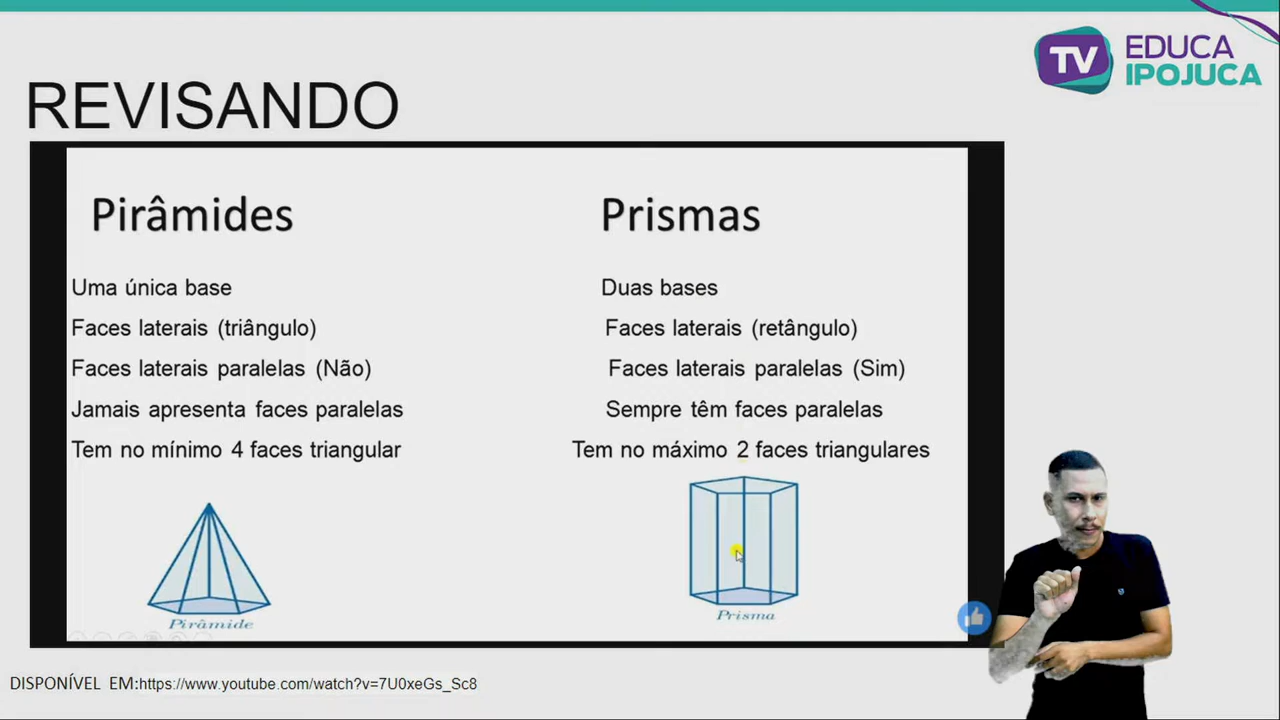 TV EDUCA
IPOJUCA
REVISANDO
Pirâmides
Uma única base
Faces laterais (triângulo)
Faces laterais paralelas (Não)
Jamais apresenta faces paralelas
Tem no mínimo 4 faces triangular
Pirâmide
Prismas
Duas bases
Faces laterais (retângulo)
Faces laterais paralelas (Sim)
Sempre têm faces paralelas
Tem no máximo 2 faces triangulares
Prisma
DISPONÍVEL EM:https://www.youtube.com/watch?v=7U0xeGs_Sc8